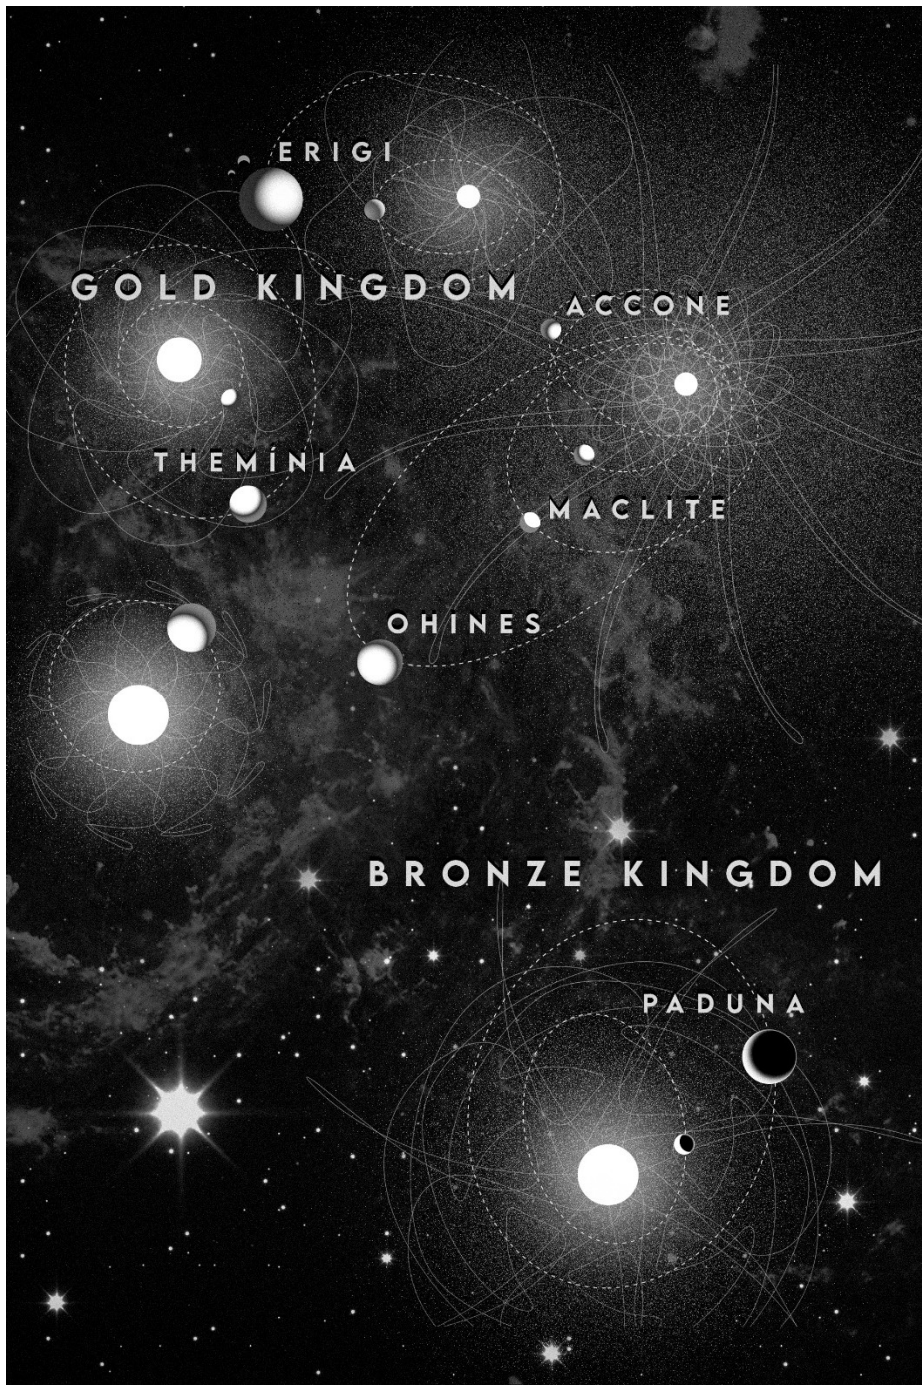 ERIGI
GOLD KINGDOM
ACCONE
THEMÍNIA
MACLITE
OHINES
BRONZE KINGDOM
PADUNA